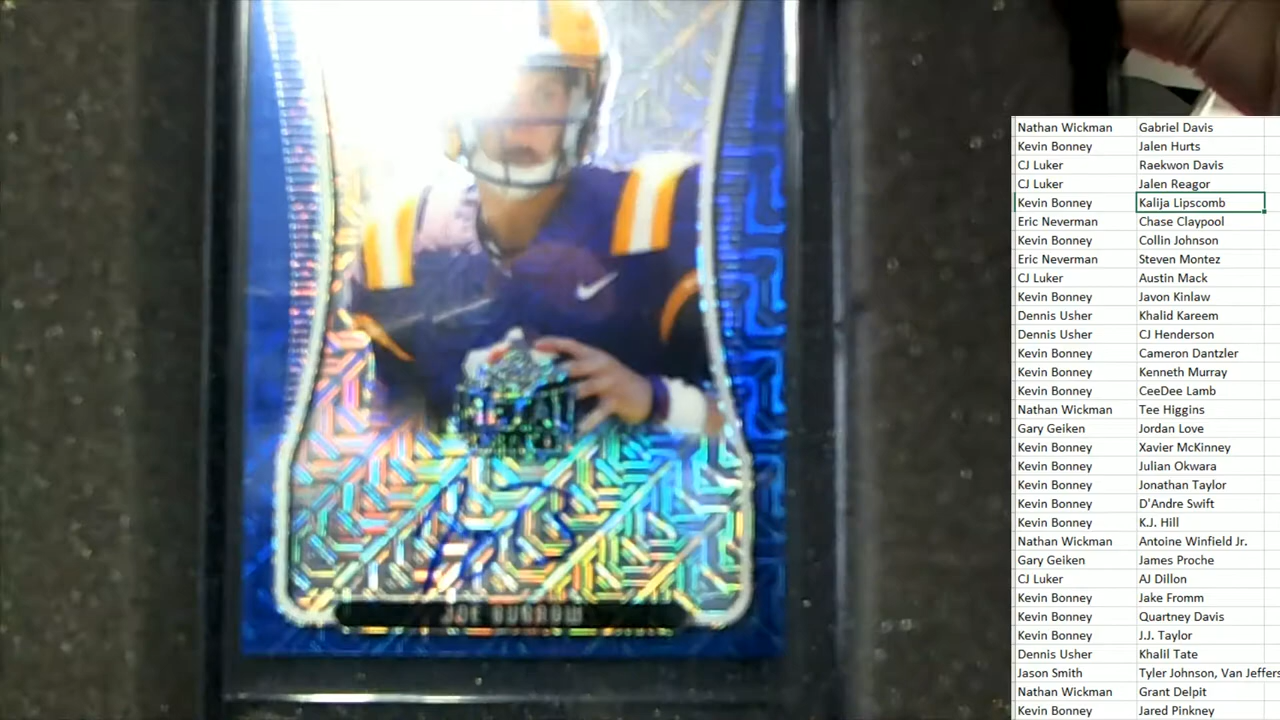 JOE BURROW
Nathan Wickman Gabriel Davis
Kevin Bonney Jalen Hurts
CJ Luker Raekwon Davis
CJ Luker Jalen Reagor
Kevin Bonney Kalija Lipscomb
Eric Neverman Chase Claypool
Kevin Bonney Collin Johnson
Eric Neverman Steven Montez
CJ Luker Austin Mack
Kevin Bonney Javon Kinlaw
Dennis Usher Khalid Kareem
Dennis Usher CJ Henderson
Kevin Bonney Cameron Dantzler
Kevin Bonney Kenneth Murray
Kevin Bonney CeeDee Lamb
Nathan Wickman Tee Higgins
Gary Geiken Jordan Love
Kevin Bonney Xavier McKinney
Kevin Bonney Julian Okwara
Kevin Bonney Jonathan Taylor
Kevin Bonney D'Andre Swift
Kevin Bonney K.J. Hill
Nathan Wickman Antoine Winfield Jr.
Gary Geiken James Proche
CJ Luker AJ Dillon
Kevin Bonney Jake Fromm
Kevin Bonney Quartney Davis
Kevin Bonney J.J. Taylor
Dennis Usher Khalil Tate
Jason Smith Tyler Johnson, Van Jeffers
Nathan Wickman Grant Delpit
Kevin Bonney Jared Pinkney